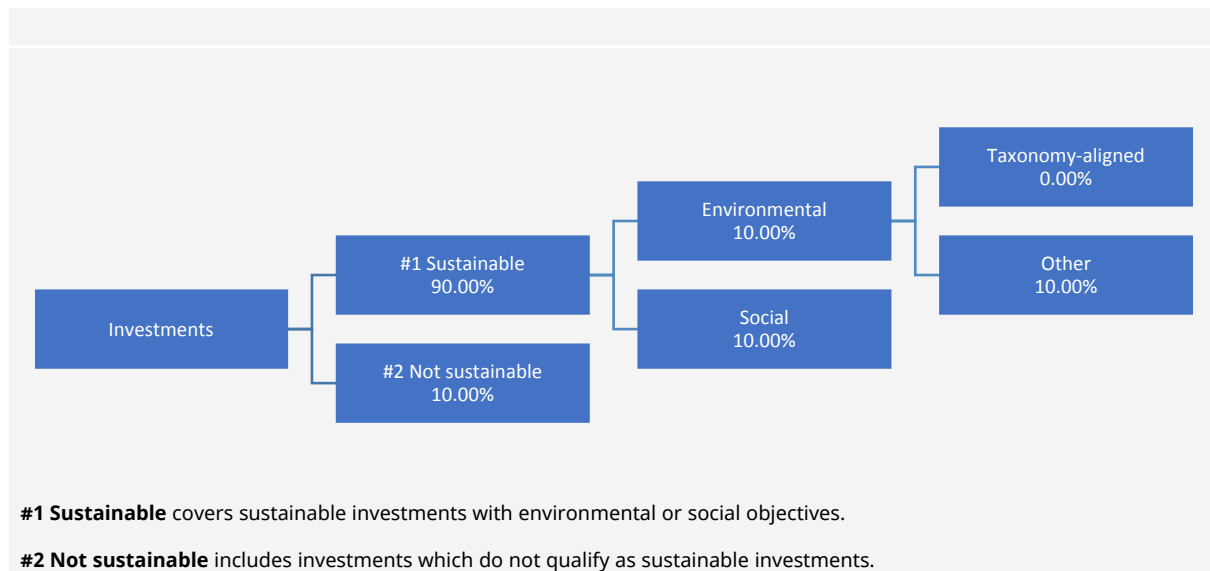 Investments
#1 Sustainable
90.00%
#2 Not sustainable
10.00%
Environmental
10.00%
Social
10.00%
Taxonomy-aligned
0.00%
Other
10.00%
#1 Sustainable covers sustainable investments with environmental or social objectives.
#2 Not sustainable includes investments which do not qualify as sustainable investments.